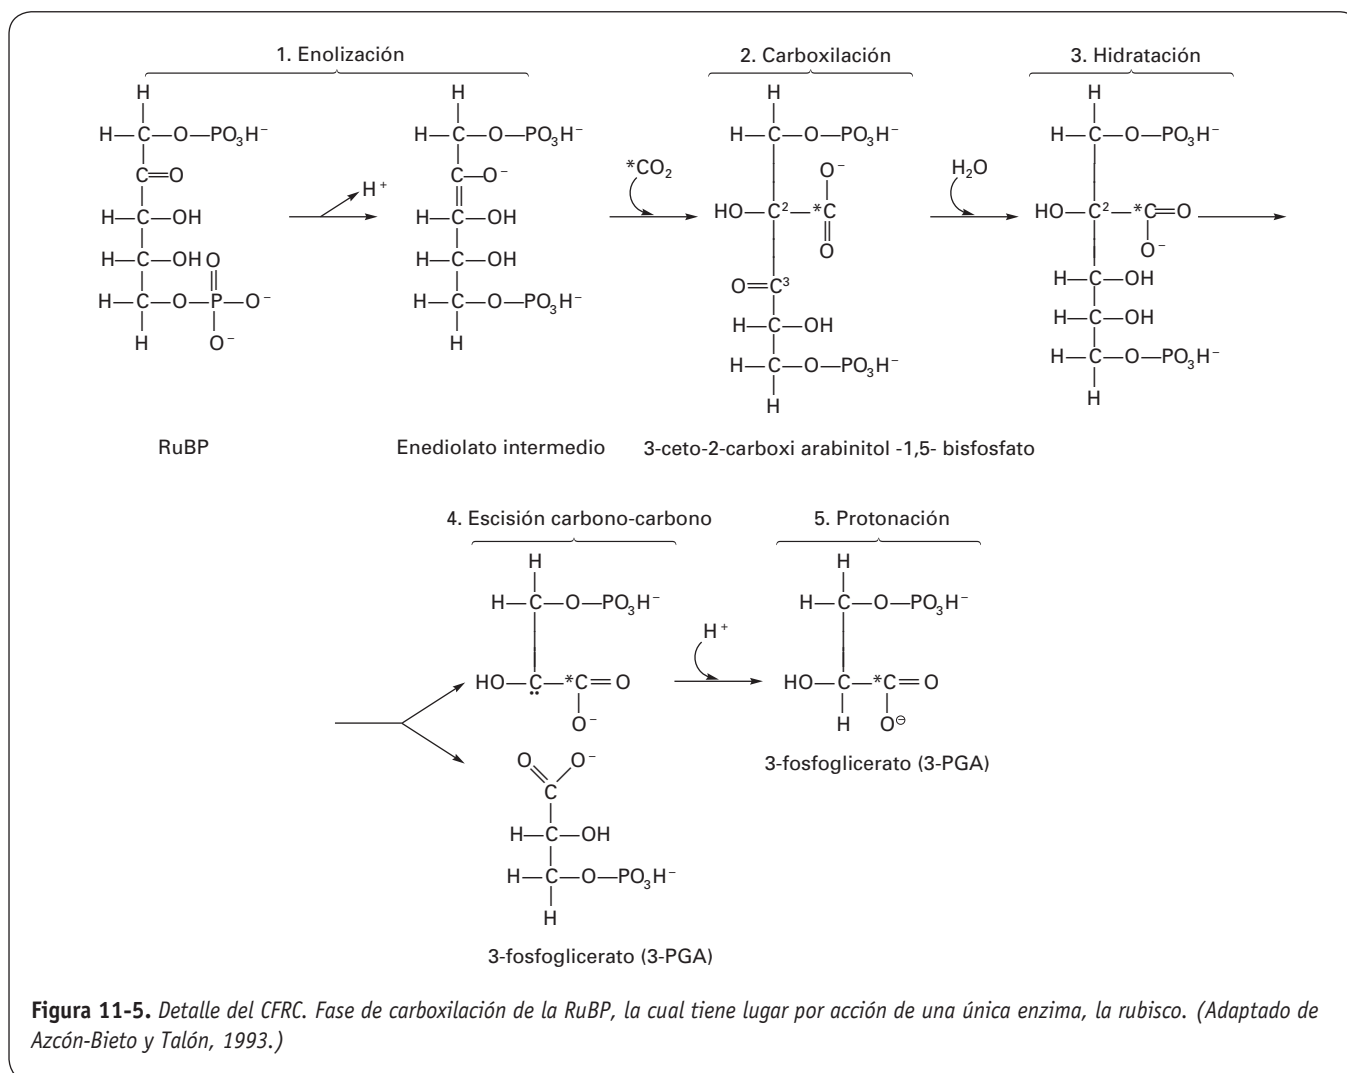 1. Enolización
2. Carboxilación
3. Hidratación
H H H H
H—C—O—PO₃H⁻ H—C—O—PO₃H⁻ H—C—O—PO₃H⁻ H—C—O—PO₃H⁻
C=O H⁺ C—O⁻ *CO₂ O⁻ H₂O
H—C—OH H—C—OH HO—C²—*C HO—C²—*C=O
O O⁻
H—C—OH O H—C—OH O=C³ H—C—OH
H—C—O—P—O⁻ H—C—O—PO₃H⁻ H—C—OH H—C—OH
H O⁻ H H—C—O—PO₃H⁻ H—C—O—PO₃H⁻
H H
RuBP Enediolato intermedio 3-ceto-2-carboxi arabinitol -1,5- bisfosfato
4. Escisión carbono-carbono
5. Protonación
H H
H—C—O—PO₃H⁻ H—C—O—PO₃H⁻
H⁺
HO—C̤—*C=O HO—C—*C=O
O⁻ H O⊖
3-fosfoglicerato (3-PGA)
O O⁻
C
H—C—OH
H—C—O—PO₃H⁻
H
3-fosfoglicerato (3-PGA)
Figura 11-5. Detalle del CFRC. Fase de carboxilación de la RuBP, la cual tiene lugar por acción de una única enzima, la rubisco. (Adaptado de
Azcón-Bieto y Talón, 1993.)